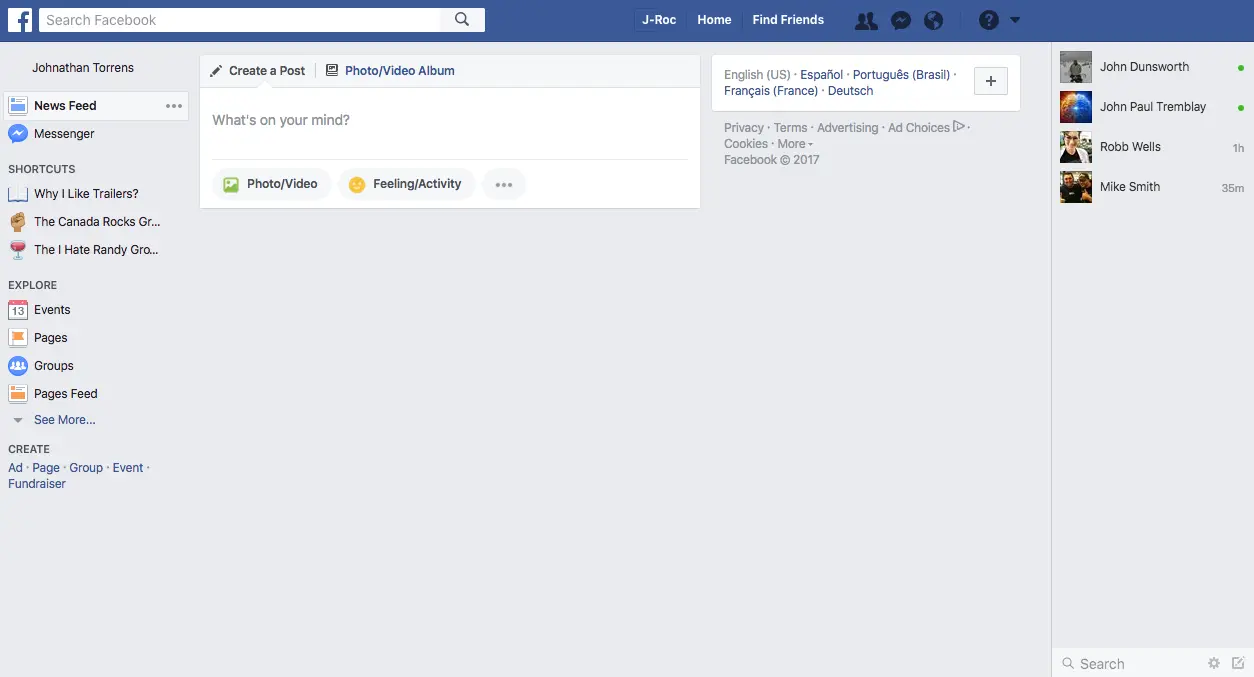 f Search Facebook J-Roc Home Find Friends ?
Johnathan Torrens
News Feed
Messenger
SHORTCUTS
Why I Like Trailers?
The Canada Rocks Gr...
The I Hate Randy Gro...
EXPLORE
13 Events
Pages
Groups
Pages Feed
See More...
CREATE
Ad · Page · Group · Event ·
Fundraiser
Create a Post Photo/Video Album
What's on your mind?
Photo/Video Feeling/Activity
English (US) · Español · Português (Brasil) ·
Français (France) · Deutsch
+
Privacy · Terms · Advertising · Ad Choices ·
Cookies · More
Facebook © 2017
John Dunsworth
John Paul Tremblay
Robb Wells 1h
Mike Smith 35m
Search